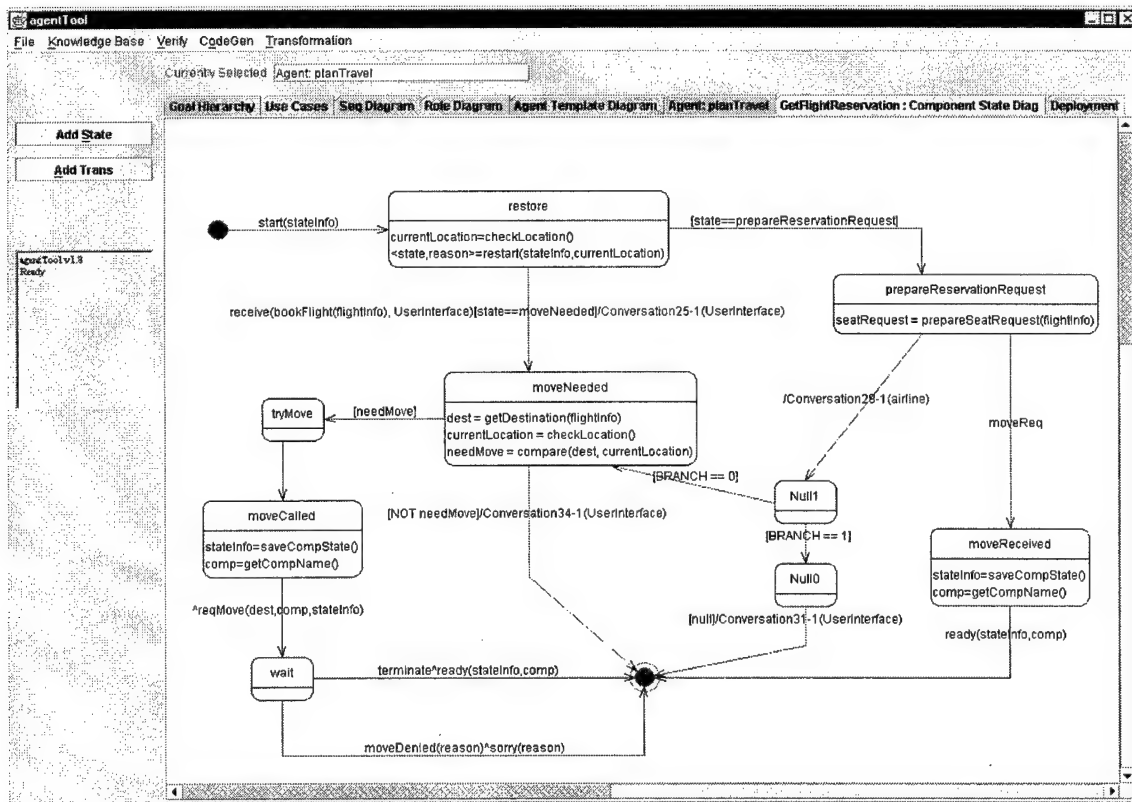 agentTool
File Knowledge Base Verify CodeGen Transformation
Currently Selected Agent: planTravel
Goal Hierarchy Use Cases Seq Diagram Role Diagram Agent Template Diagram Agent: planTravel GetFlightReservation : Component State Diag Deployment
Add State
Add Trans
agentTool v1.8
Ready
start(stateInfo)
restore
currentLocation=checkLocation()
<state,reason>=restart(stateInfo,currentLocation)
[state==prepareReservationRequest]
prepareReservationRequest
seatRequest = prepareSeatRequest(flightInfo)
receive(bookFlight(flightInfo), UserInterface)[state==moveNeeded]/Conversation25-1(UserInterface)
moveNeeded
dest = getDestination(flightInfo)
currentLocation = checkLocation()
needMove = compare(dest, currentLocation)
[needMove]
tryMove
/Conversation28-1(airline)
moveReq
[BRANCH == 0]
Null1
[BRANCH == 1]
Null0
[NOT needMove]/Conversation34-1(UserInterface)
moveCalled
stateInfo=saveCompState()
comp=getCompName()
moveReceived
stateInfo=saveCompState()
comp=getCompName()
^reqMove(dest,comp,stateInfo)
[null]/Conversation31-1(UserInterface)
ready(stateInfo,comp)
wait
terminate^ready(stateInfo,comp)
moveDenied(reason)^sorry(reason)